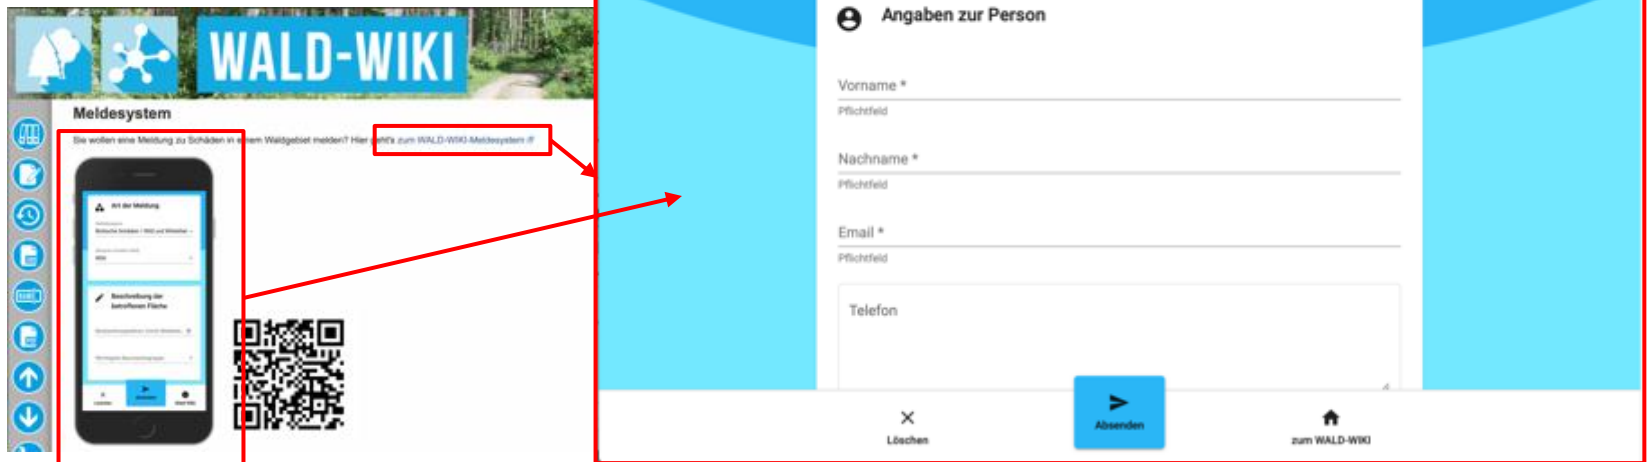 WALD-WIKI
Meldesystem
Sie wollen eine Meldung zu Schäden in einem Waldgebiet melden? Hier geht's zum WALD-WIKI-Meldesystem
Art der Meldung
Beschreibung der
betroffenen Fläche
Absenden
Angaben zur Person
Vorname *
Pflichtfeld
Nachname *
Pflichtfeld
Email *
Pflichtfeld
Telefon
Löschen
Absenden
zum WALD-WIKI